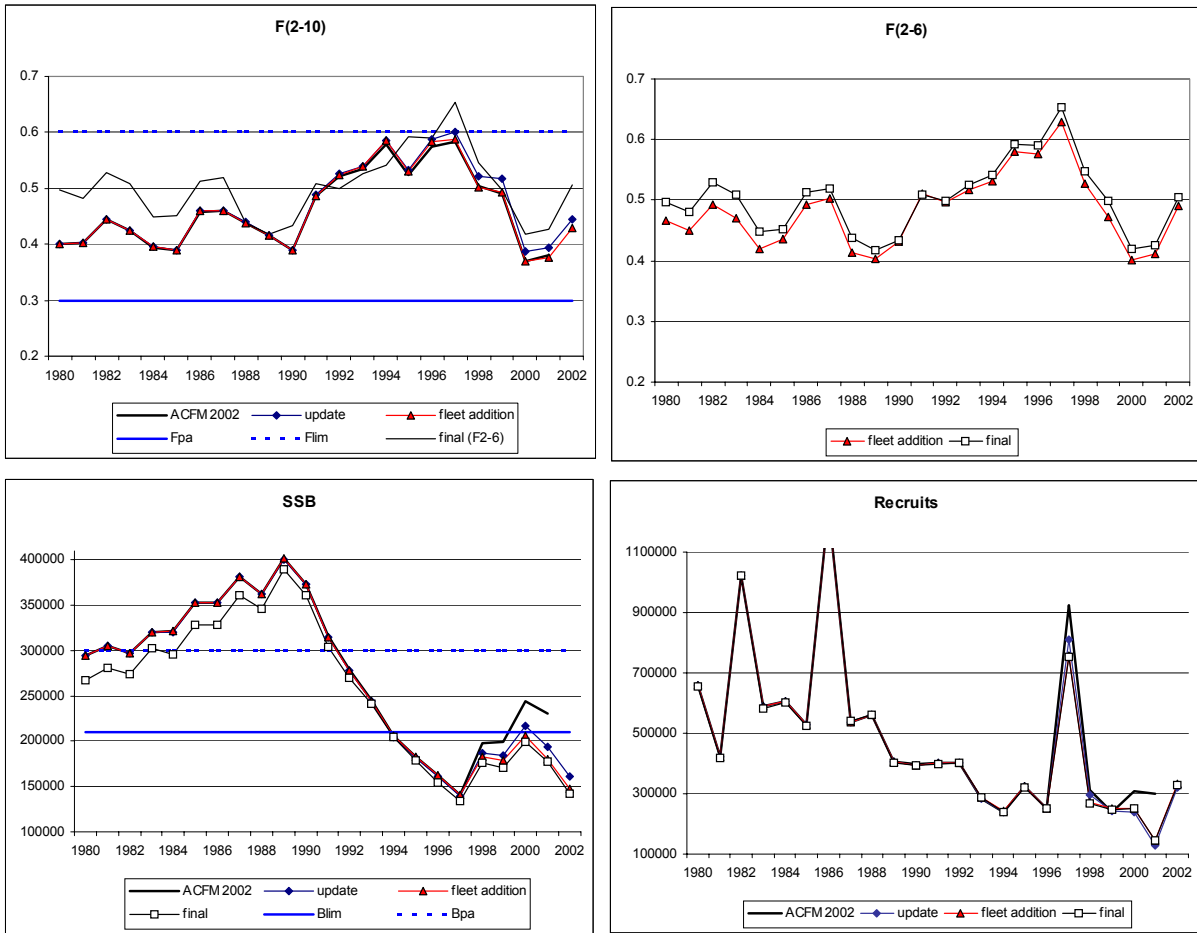 F(2-10)
0.7
0.6
0.5
0.4
0.3
0.2
1980 1982 1984 1986 1988 1990 1992 1994 1996 1998 2000 2002
ACFM 2002 update fleet addition
Fpa Flim final (F2-6)
F(2-6)
0.7
0.6
0.5
0.4
0.3
0.2
1980 1982 1984 1986 1988 1990 1992 1994 1996 1998 2000 2002
fleet addition final
SSB
400000
350000
300000
250000
200000
150000
100000
1980 1982 1984 1986 1988 1990 1992 1994 1996 1998 2000 2002
ACFM 2002 update fleet addition
final Blim Bpa
Recruits
1100000
900000
700000
500000
300000
100000
1980 1982 1984 1986 1988 1990 1992 1994 1996 1998 2000 2002
ACFM 2002 update fleet addition final